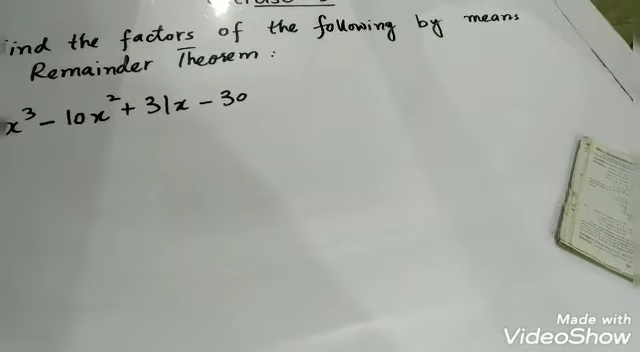 ind the factors of the following by means
Remainder Theorem :
x³ - 10x² + 31x - 30
Made with
VideoShow